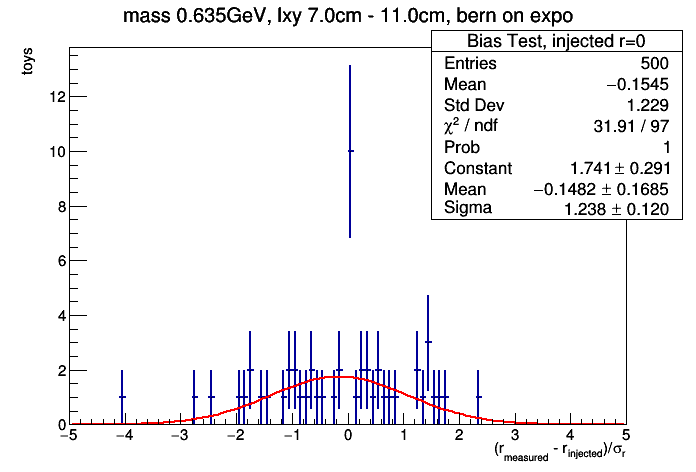 mass 0.635GeV, lxy 7.0cm - 11.0cm, bern on expo
Bias Test, injected r=0
Entries 500
Mean −0.1545
Std Dev 1.229
χ² / ndf 31.91 / 97
Prob 1
Constant 1.741 ± 0.291
Mean −0.1482 ± 0.1685
Sigma 1.238 ± 0.120
toys
12
10
8
6
4
2
0
−5 −4 −3 −2 −1 0 1 2 3 4 5
(r_measured - r_injected)/σ_r